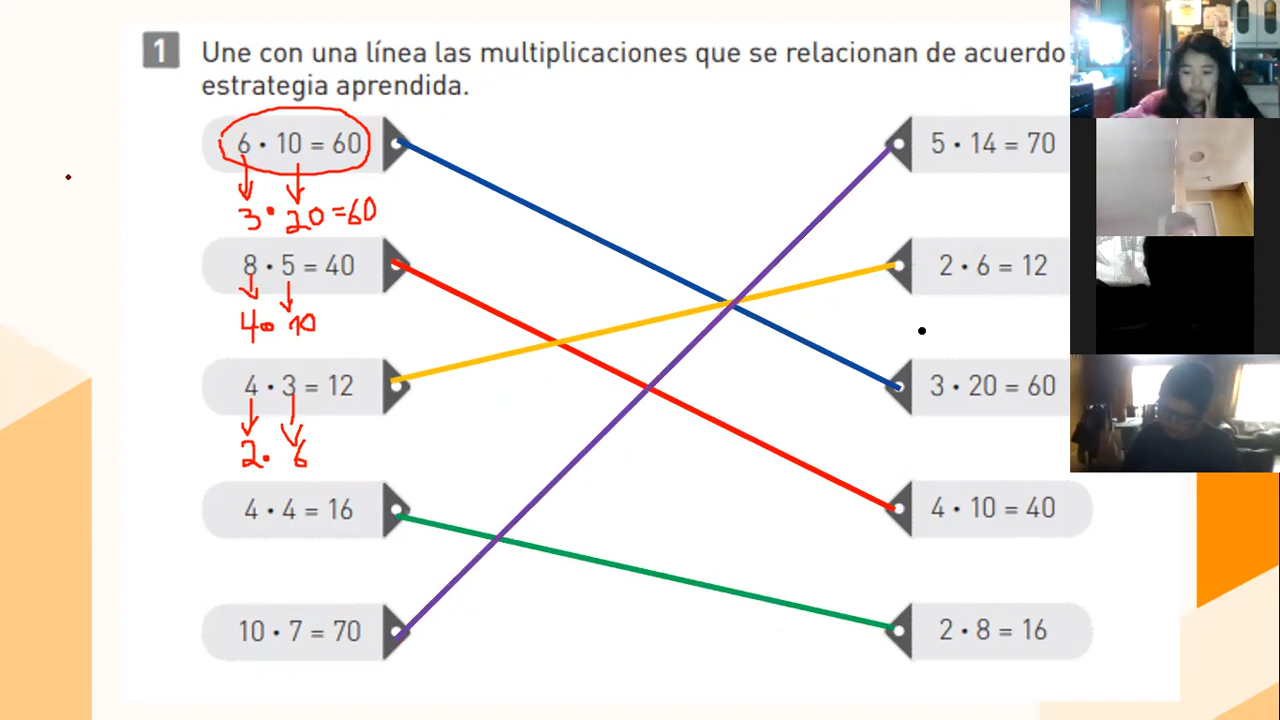 1 Une con una línea las multiplicaciones que se relacionan de acuerdo
estrategia aprendida.
6 · 10 = 60
3 · 20 = 60
8 · 5 = 40
4 · 10
4 · 3 = 12
2 · 6
4 · 4 = 16
10 · 7 = 70
5 · 14 = 70
2 · 6 = 12
3 · 20 = 60
4 · 10 = 40
2 · 8 = 16